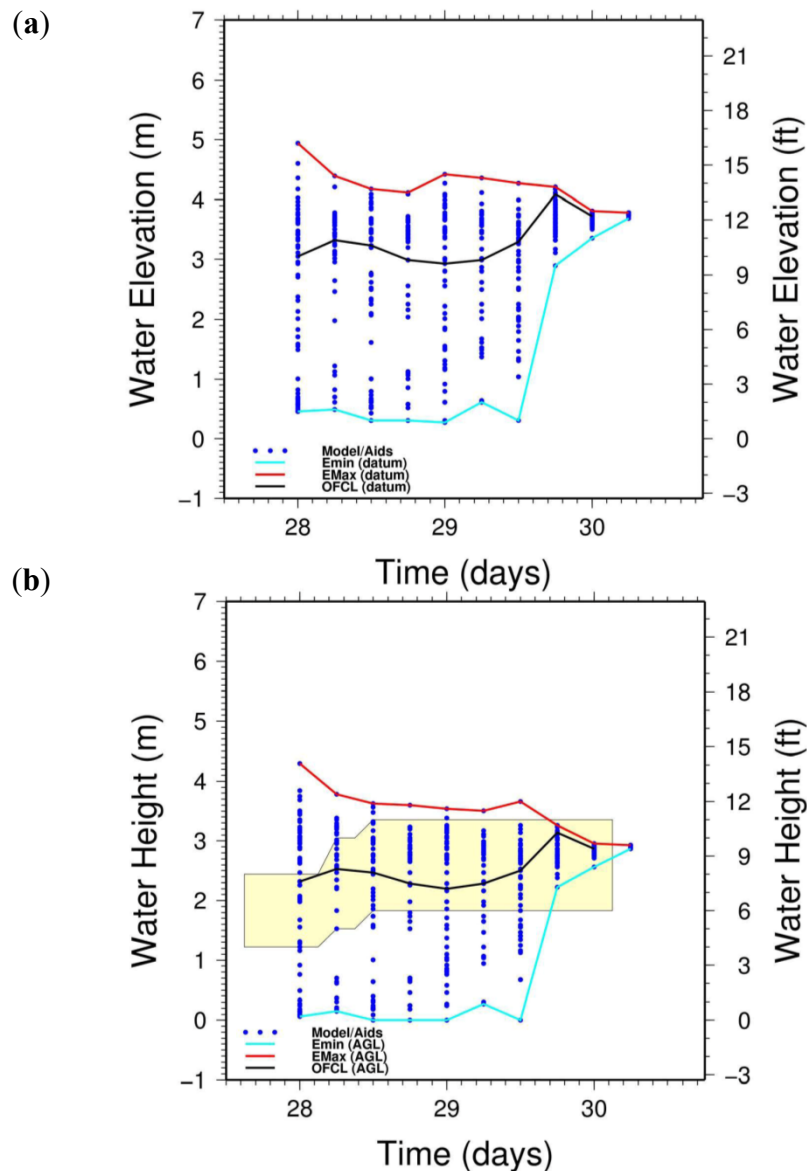 (a)
7
6
5
4
3
2
1
0
−1
Water Elevation (m)
21
18
15
12
9
6
3
0
−3
Water Elevation (ft)
Model/Aids
Emin (datum)
EMax (datum)
OFCL (datum)
28
29
30
Time (days)
(b)
7
6
5
4
3
2
1
0
−1
Water Height (m)
21
18
15
12
9
6
3
0
−3
Water Height (ft)
Model/Aids
Emin (AGL)
EMax (AGL)
OFCL (AGL)
28
29
30
Time (days)